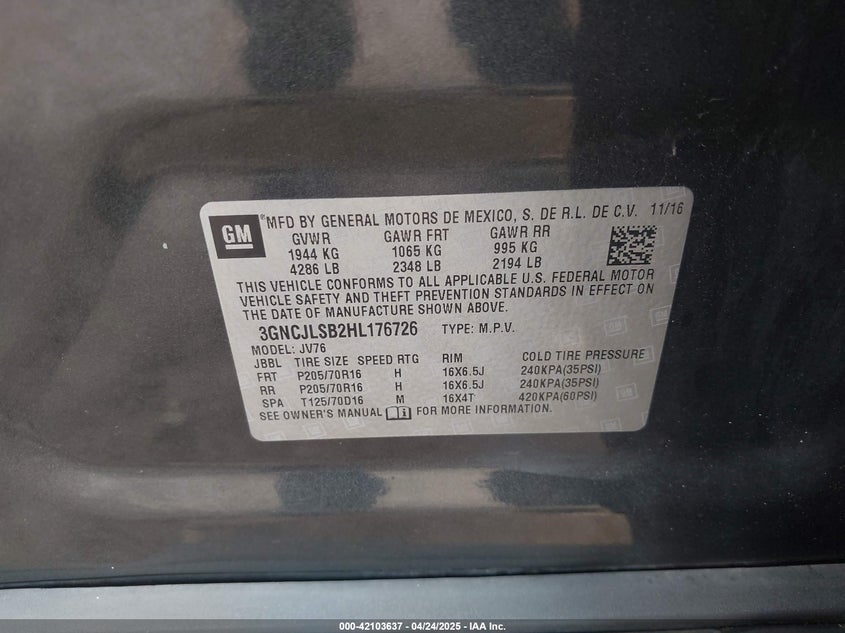 GM
®MFD BY GENERAL MOTORS DE MEXICO, S. DE R.L. DE C.V. 11/16
GVWR GAWR FRT GAWR RR
1944 KG 1065 KG 995 KG
4286 LB 2348 LB 2194 LB
THIS VEHICLE CONFORMS TO ALL APPLICABLE U.S. FEDERAL MOTOR
VEHICLE SAFETY AND THEFT PREVENTION STANDARDS IN EFFECT ON
THE DATE OF MANUFACTURE SHOWN ABOVE.
3GNCJLSB2HL176726 TYPE: M.P.V.
MODEL: JV76
JBBL TIRE SIZE SPEED RTG RIM COLD TIRE PRESSURE
FRT P205/70R16 H 16X6.5J 240KPA(35PSI)
RR P205/70R16 H 16X6.5J 240KPA(35PSI)
SPA T125/70D16 M 16X4T 420KPA(60PSI)
SEE OWNER'S MANUAL FOR MORE INFORMATION.
000-42103637 - 04/24/2025 - IAA Inc.